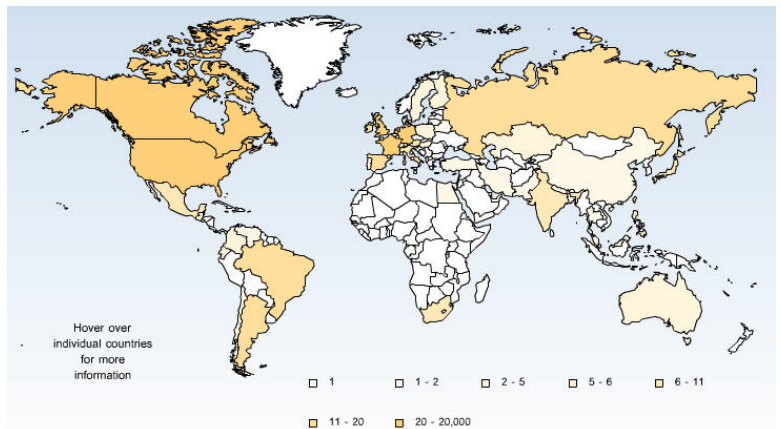 Hover over
individual countries
for more
information
1
1 - 2
2 - 5
5 - 6
6 - 11
11 - 20
20 - 20,000